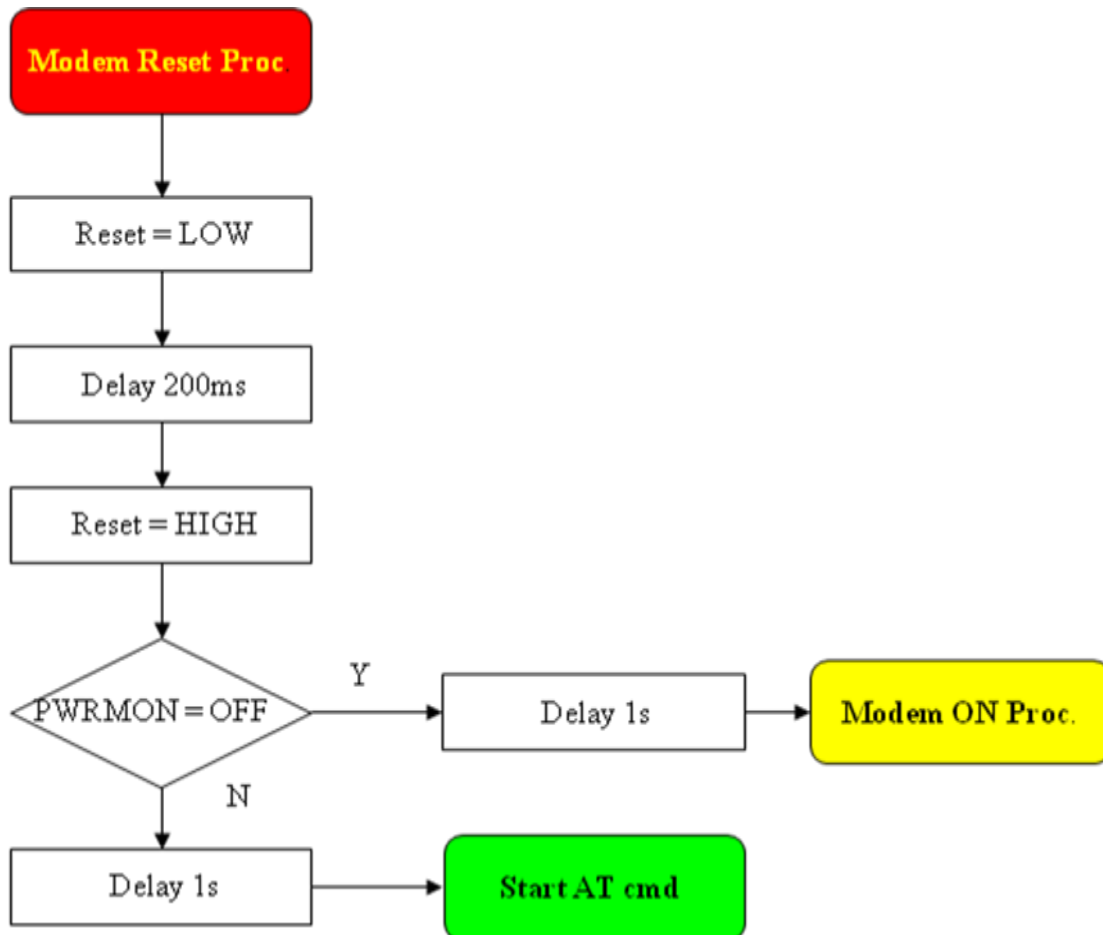 Modem Reset Proc.
Reset = LOW
Delay 200ms
Reset = HIGH
PWRMON = OFF
Y
Delay 1s
Modem ON Proc.
N
Delay 1s
Start AT cmd